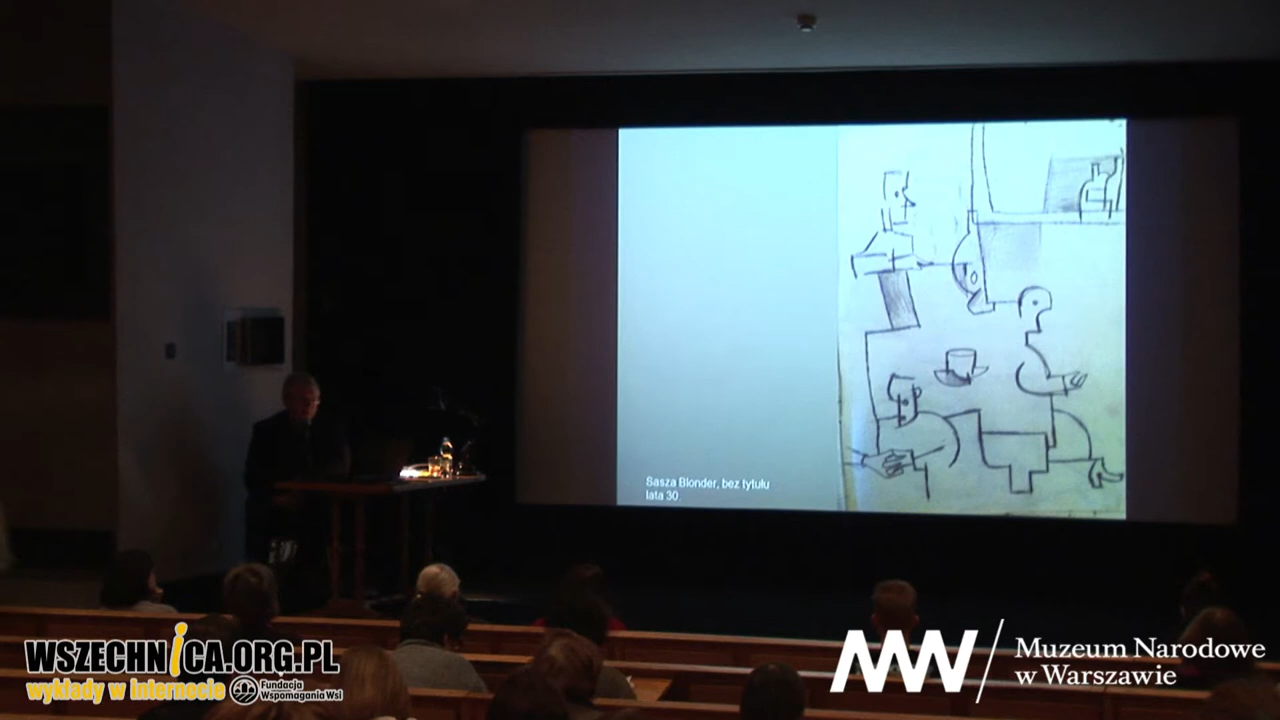 Sasza Blonder, bez tytułu
lata 30.
WSZECHNiCA.ORG.PL
wykłady w internecie
Fundacja
Wspomagania Wsi
Muzeum Narodowe
w Warszawie